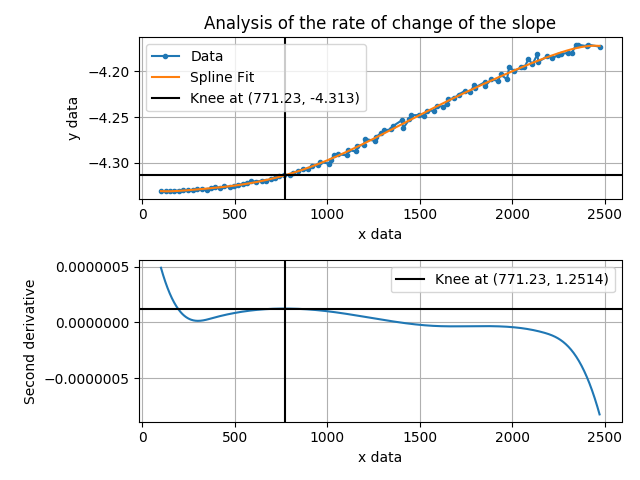 Analysis of the rate of change of the slope
Data
Spline Fit
Knee at (771.23, -4.313)
−4.20
−4.25
−4.30
y data
0 500 1000 1500 2000 2500
x data
Knee at (771.23, 1.2514)
0.0000005
0.0000000
−0.0000005
Second derivative
0 500 1000 1500 2000 2500
x data